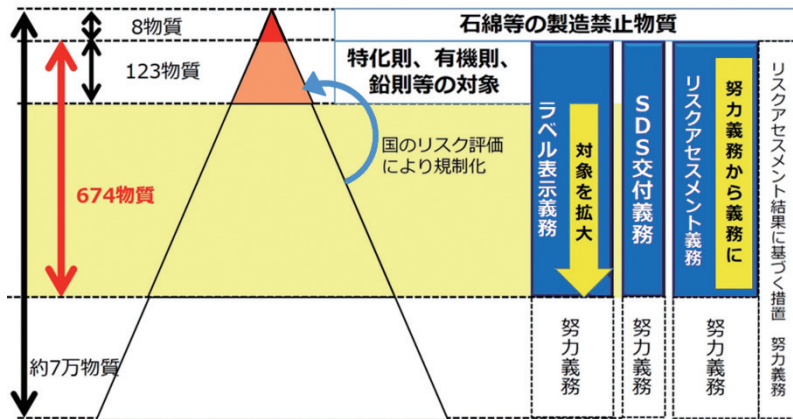 8物質
石綿等の製造禁止物質
123物質
特化則、有機則、
鉛則等の対象
国のリスク評価
により規制化
674物質
約7万物質
ラベル表示義務
対象を拡大
SDS交付義務
リスクアセスメント義務
努力義務から義務に
リスクアセスメント結果に基づく措置 努力義務
努力義務
努力義務
努力義務